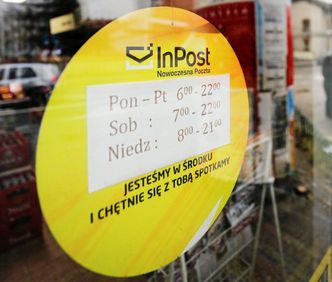 InPost
Nowoczesna Poczta
Pon – Pt 6⁰⁰ - 22⁰⁰
Sob : 7⁰⁰ - 22⁰⁰
Niedz : 8⁰⁰ - 21⁰⁰
JESTEŚMY W ŚRODKU
I CHĘTNIE SIĘ Z TOBĄ SPOTKAMY